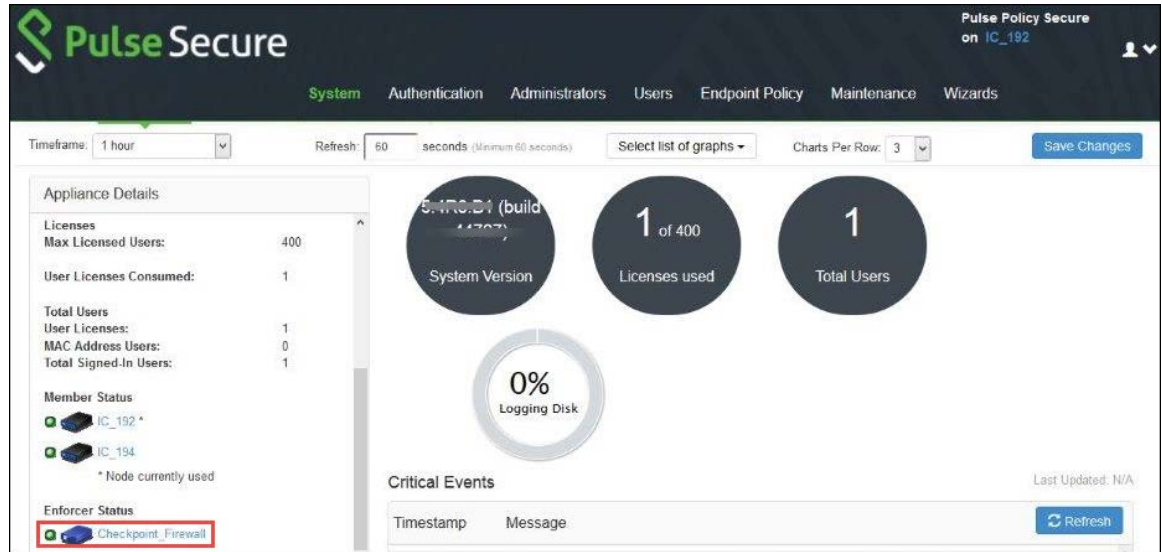 Pulse Secure
Pulse Policy Secure
on IC_192
System Authentication Administrators Users Endpoint Policy Maintenance Wizards
Timeframe: 1 hour Refresh: 60 seconds (Minimum 60 seconds) Select list of graphs Charts Per Row: 3 Save Changes
Appliance Details
Licenses
Max Licensed Users: 400
User Licenses Consumed: 1
Total Users
User Licenses: 1
MAC Address Users: 0
Total Signed-In Users: 1
Member Status
IC_192 *
IC_194
* Node currently used
Enforcer Status
Checkpoint_Firewall
(build
System Version
1 of 400
Licenses used
1
Total Users
0%
Logging Disk
Critical Events Last Updated: N/A
Timestamp Message Refresh